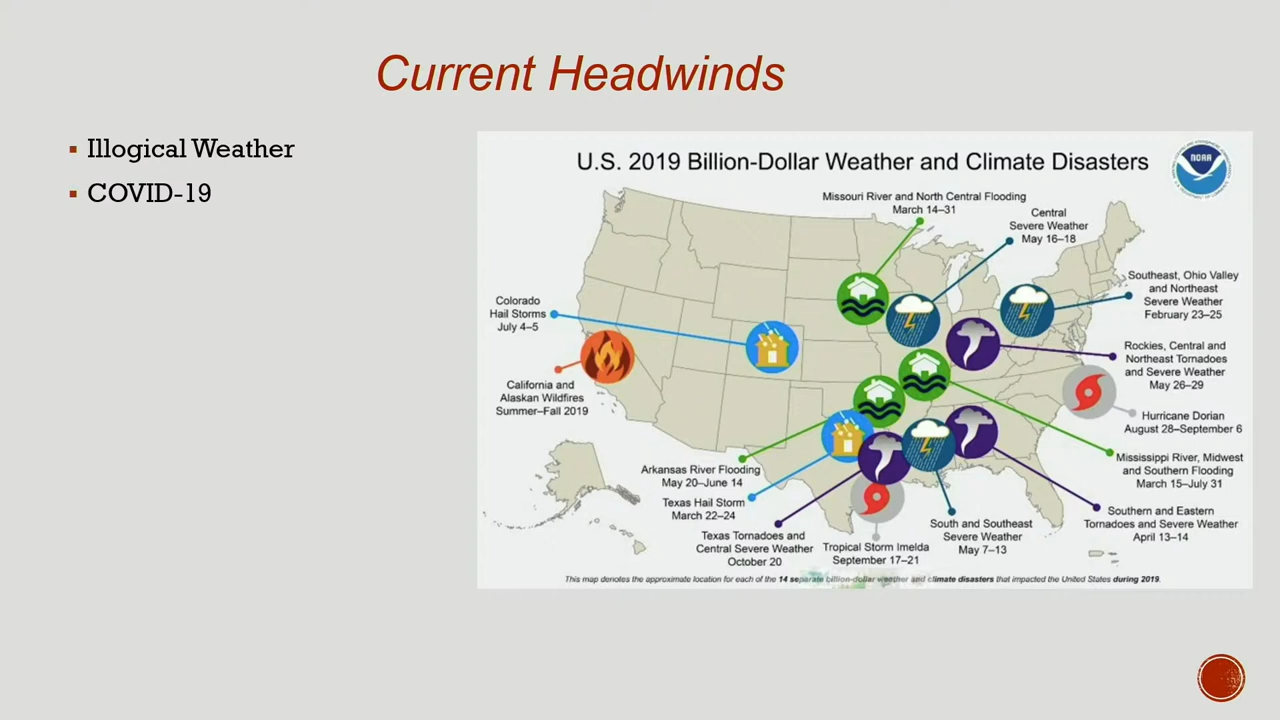 Current Headwinds
Illogical Weather
COVID-19
U.S. 2019 Billion-Dollar Weather and Climate Disasters
NOAA
Missouri River and North Central Flooding
March 14–31
Central
Severe Weather
May 16–18
Southeast, Ohio Valley
and Northeast
Severe Weather
February 23–25
Colorado
Hail Storms
July 4–5
Rockies, Central and
Northeast Tornadoes
and Severe Weather
May 26–29
California and
Alaskan Wildfires
Summer–Fall 2019
Hurricane Dorian
August 28–September 6
Mississippi River, Midwest
and Southern Flooding
March 15–July 31
Arkansas River Flooding
May 20–June 14
Texas Hail Storm
March 22–24
Texas Tornadoes and
Central Severe Weather
October 20
Tropical Storm Imelda
September 17–21
South and Southeast
Severe Weather
May 7–13
Southern and Eastern
Tornadoes and Severe Weather
April 13–14
This map denotes the approximate location for each of the 14 separate billion-dollar weather and climate disasters that impacted the United States during 2019.